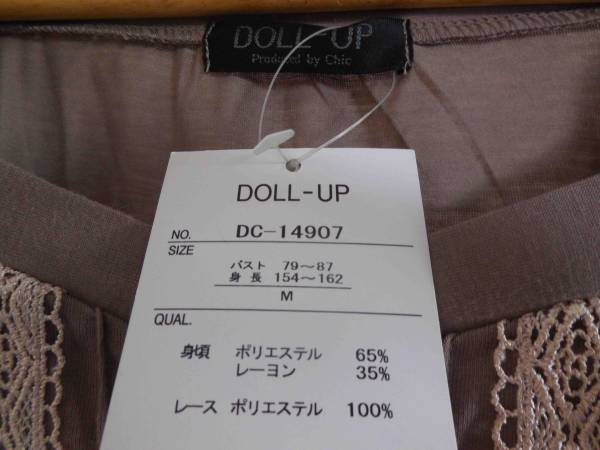 DOLL-UP
Produced by Chic
DOLL-UP
NO. DC-14907
SIZE
バスト 79～87
身長 154～162
M
QUAL.
身頃 ポリエステル 65%
レーヨン 35%
レース ポリエステル 100%